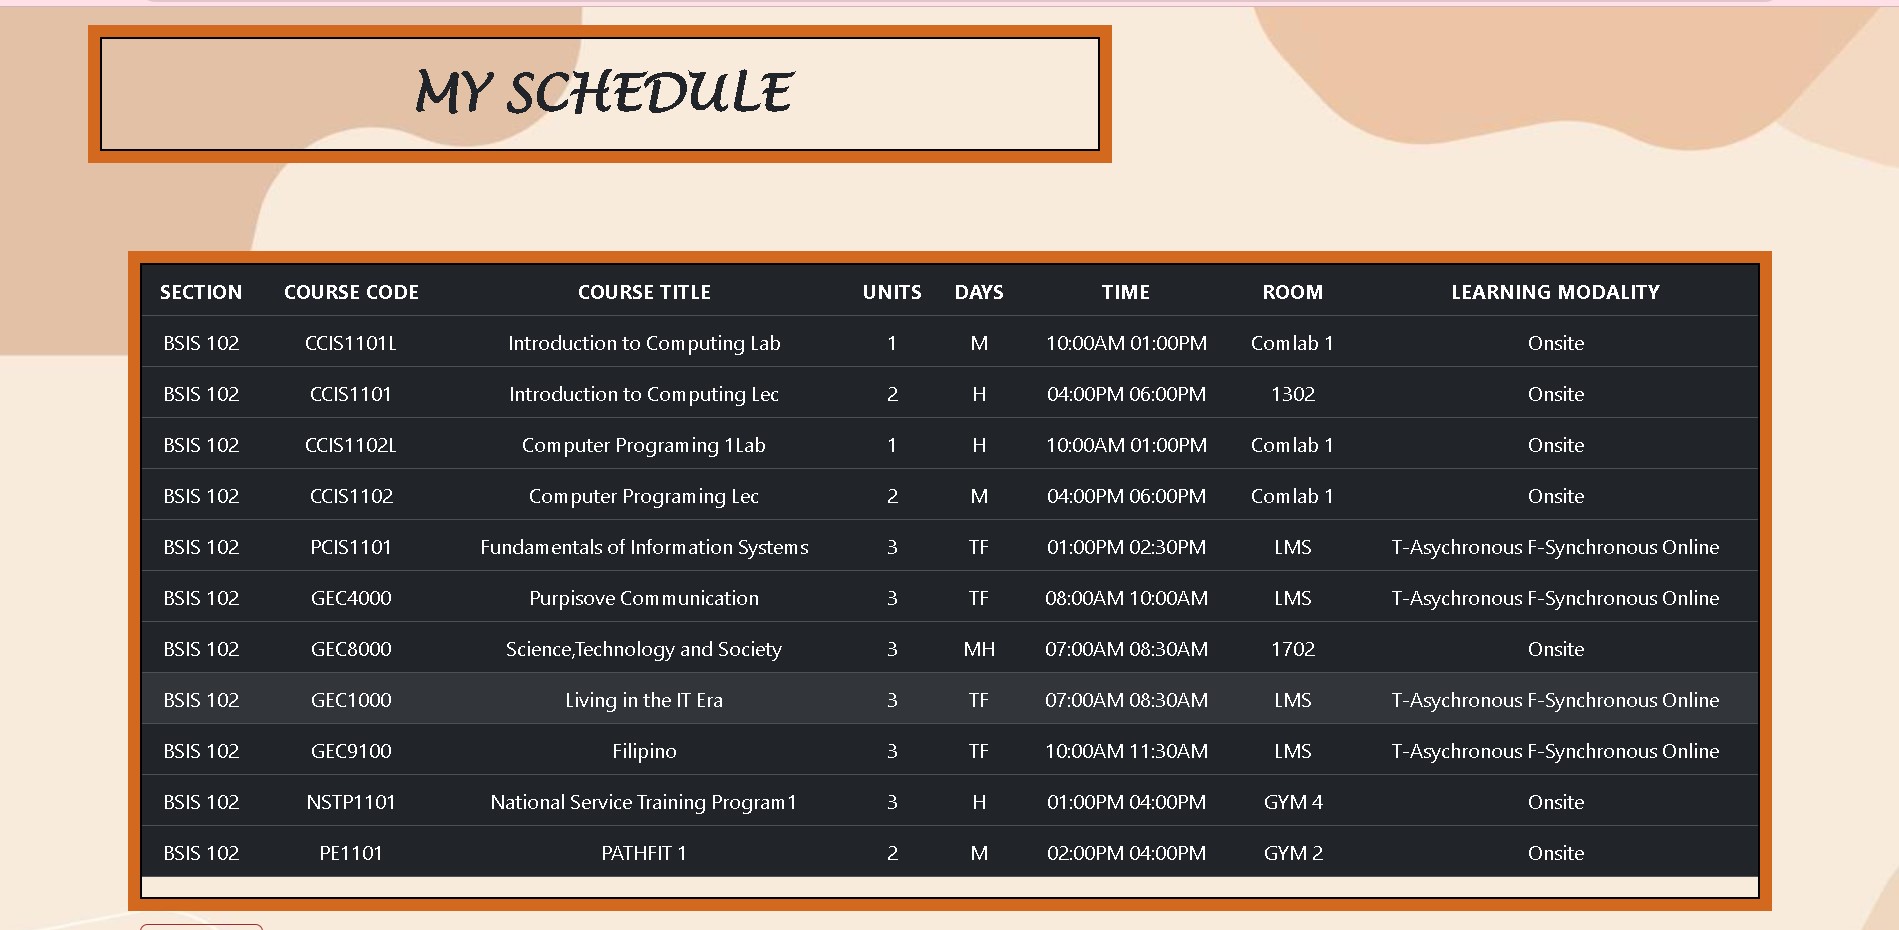 MY SCHEDULE
SECTION COURSE CODE COURSE TITLE UNITS DAYS TIME ROOM LEARNING MODALITY
BSIS 102 CCIS1101L Introduction to Computing Lab 1 M 10:00AM 01:00PM Comlab 1 Onsite
BSIS 102 CCIS1101 Introduction to Computing Lec 2 H 04:00PM 06:00PM 1302 Onsite
BSIS 102 CCIS1102L Computer Programing 1Lab 1 H 10:00AM 01:00PM Comlab 1 Onsite
BSIS 102 CCIS1102 Computer Programing Lec 2 M 04:00PM 06:00PM Comlab 1 Onsite
BSIS 102 PCIS1101 Fundamentals of Information Systems 3 TF 01:00PM 02:30PM LMS T-Asychronous F-Synchronous Online
BSIS 102 GEC4000 Purpisove Communication 3 TF 08:00AM 10:00AM LMS T-Asychronous F-Synchronous Online
BSIS 102 GEC8000 Science,Technology and Society 3 MH 07:00AM 08:30AM 1702 Onsite
BSIS 102 GEC1000 Living in the IT Era 3 TF 07:00AM 08:30AM LMS T-Asychronous F-Synchronous Online
BSIS 102 GEC9100 Filipino 3 TF 10:00AM 11:30AM LMS T-Asychronous F-Synchronous Online
BSIS 102 NSTP1101 National Service Training Program1 3 H 01:00PM 04:00PM GYM 4 Onsite
BSIS 102 PE1101 PATHFIT 1 2 M 02:00PM 04:00PM GYM 2 Onsite